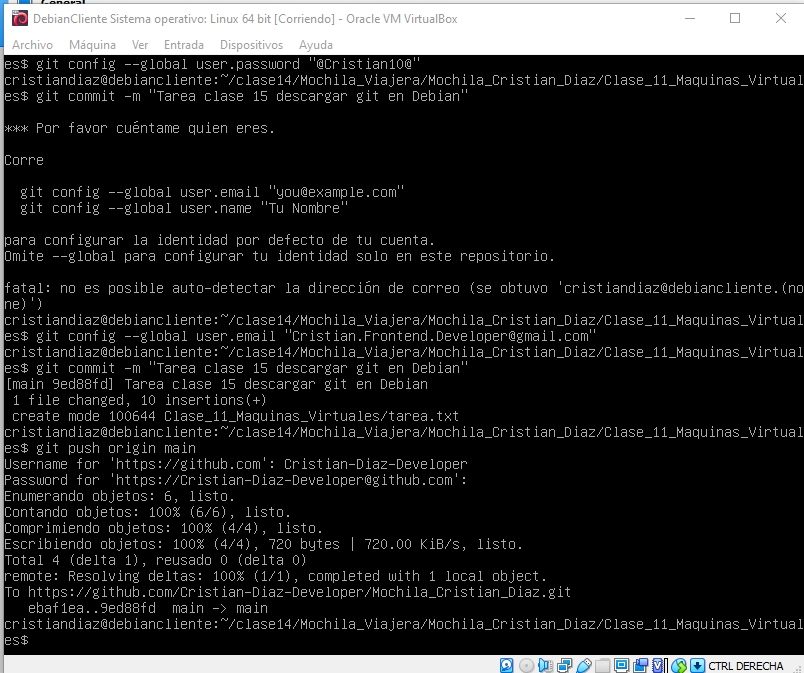 General
DebianCliente Sistema operativo: Linux 64 bit [Corriendo] - Oracle VM VirtualBox
Archivo Máquina Ver Entrada Dispositivos Ayuda
es$ git config --global user.password "@Cristian10@"
cristiandiaz@debiancliente:~/clase14/Mochila_Viajera/Mochila_Cristian_Diaz/Clase_11_Maquinas_Virtual
es$ git commit -m "Tarea clase 15 descargar git en Debian"
*** Por favor cuéntame quien eres.
Corre
git config --global user.email "you@example.com"
git config --global user.name "Tu Nombre"
para configurar la identidad por defecto de tu cuenta.
Omite --global para configurar tu identidad solo en este repositorio.
fatal: no es posible auto-detectar la dirección de correo (se obtuvo 'cristiandiaz@debiancliente.(no
ne)')
cristiandiaz@debiancliente:~/clase14/Mochila_Viajera/Mochila_Cristian_Diaz/Clase_11_Maquinas_Virtual
es$ git config --global user.email "Cristian.Frontend.Developer@gmail.com"
cristiandiaz@debiancliente:~/clase14/Mochila_Viajera/Mochila_Cristian_Diaz/Clase_11_Maquinas_Virtual
es$ git commit -m "Tarea clase 15 descargar git en Debian"
[main 9ed88fd] Tarea clase 15 descargar git en Debian
1 file changed, 10 insertions(+)
create mode 100644 Clase_11_Maquinas_Virtuales/tarea.txt
cristiandiaz@debiancliente:~/clase14/Mochila_Viajera/Mochila_Cristian_Diaz/Clase_11_Maquinas_Virtual
es$ git push origin main
Username for 'https://github.com': Cristian-Diaz-Developer
Password for 'https://Cristian-Diaz-Developer@github.com':
Enumerando objetos: 6, listo.
Contando objetos: 100% (6/6), listo.
Comprimiendo objetos: 100% (4/4), listo.
Escribiendo objetos: 100% (4/4), 720 bytes | 720.00 KiB/s, listo.
Total 4 (delta 1), reusado 0 (delta 0)
remote: Resolving deltas: 100% (1/1), completed with 1 local object.
To https://github.com/Cristian-Diaz-Developer/Mochila_Cristian_Diaz.git
ebaf1ea..9ed88fd main -> main
cristiandiaz@debiancliente:~/clase14/Mochila_Viajera/Mochila_Cristian_Diaz/Clase_11_Maquinas_Virtual
es$
CTRL DERECHA